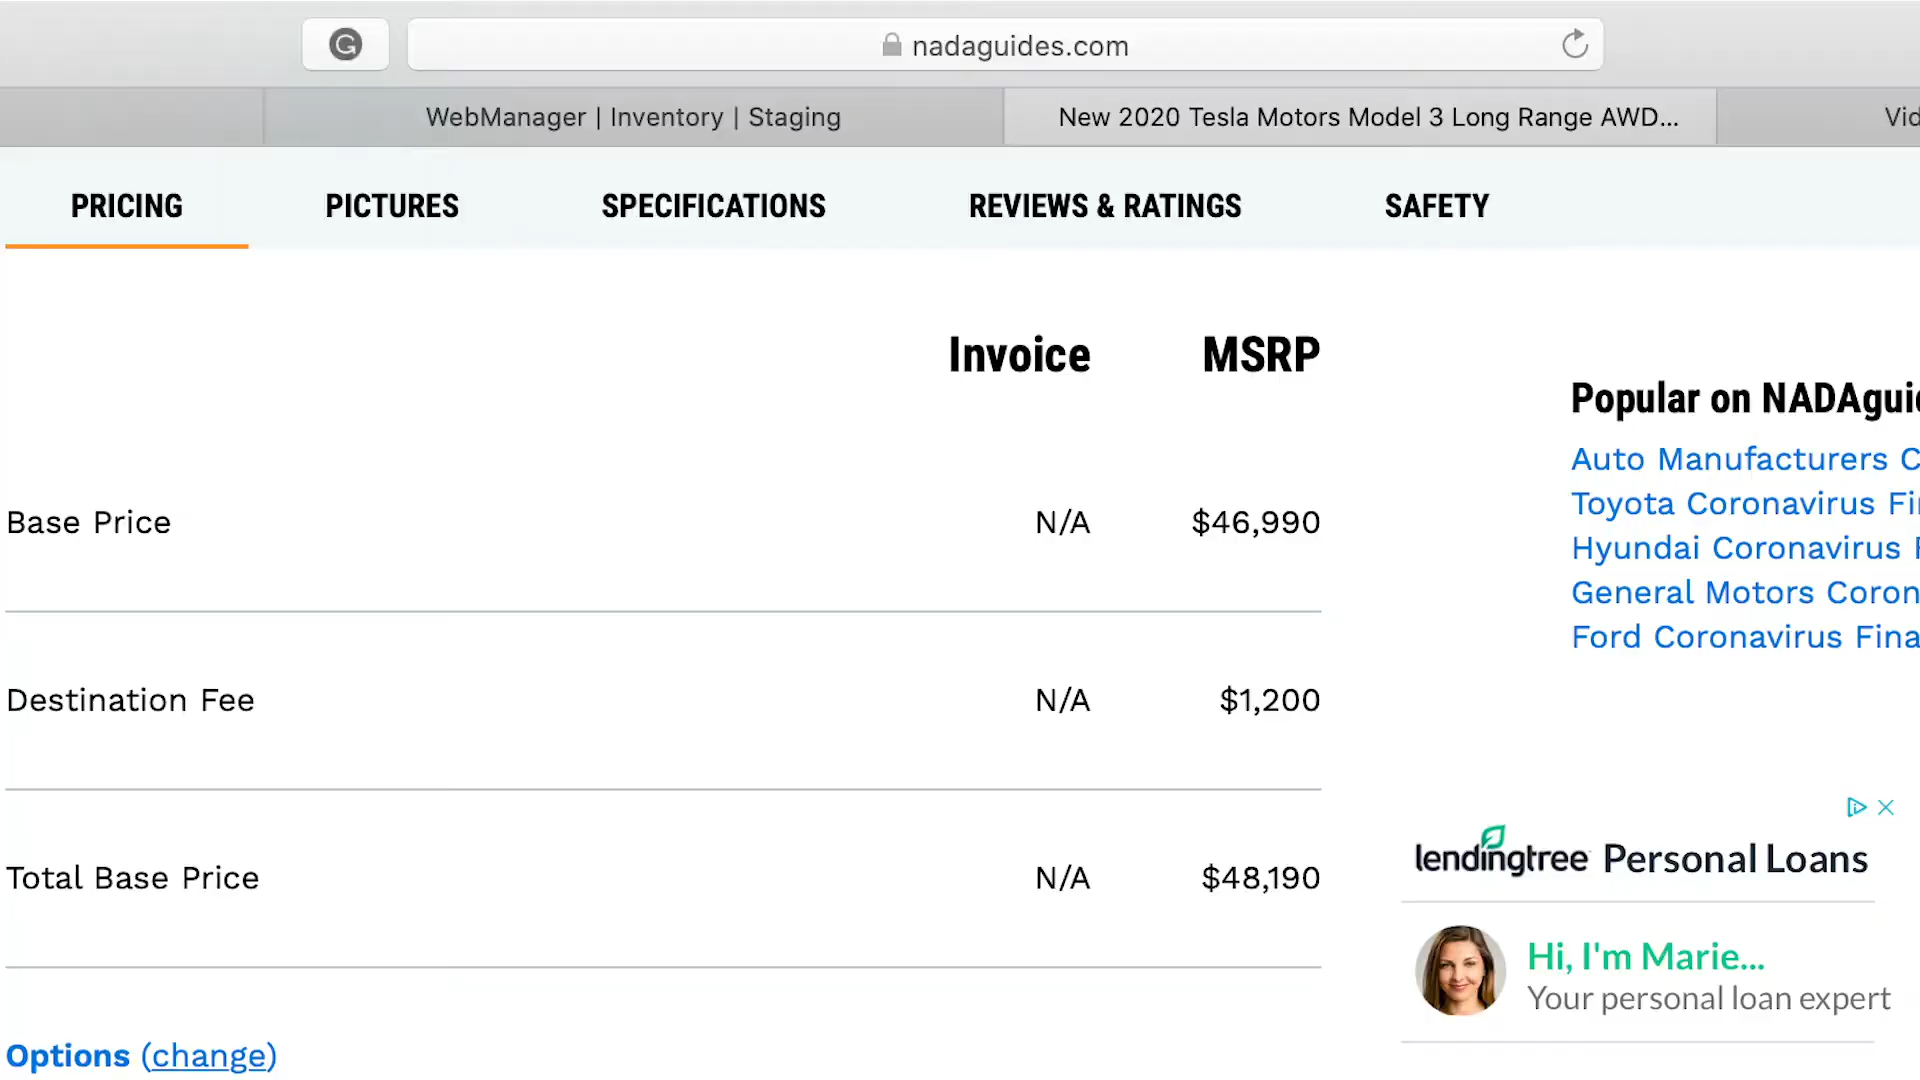 G
nadaguides.com
WebManager | Inventory | Staging
New 2020 Tesla Motors Model 3 Long Range AWD...
Vid
PRICING
PICTURES
SPECIFICATIONS
REVIEWS & RATINGS
SAFETY
Invoice
MSRP
Base Price
N/A
$46,990
Destination Fee
N/A
$1,200
Total Base Price
N/A
$48,190
Options (change)
Popular on NADAgui
Auto Manufacturers C
Toyota Coronavirus Fi
Hyundai Coronavirus
General Motors Coron
Ford Coronavirus Fina
lendingtree Personal Loans
Hi, I'm Marie...
Your personal loan expert